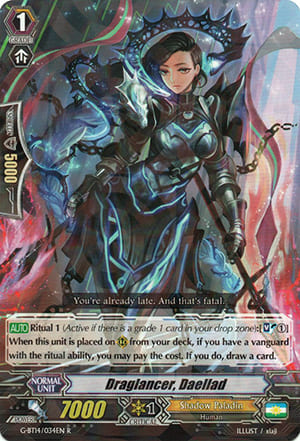 GRADE
1
5000
You're already late. And that's fatal.
AUTO Ritual 1 (Active if there is a grade 1 card in your drop zone):
When this unit is placed on from your deck, if you have a vanguard
with the ritual ability, you may pay the cost. If you do, draw a card.
NORMAL UNIT
Draglancer, Daellad
POWER
7000
1
CRITICAL
Shadow Paladin
Human
G-BT14/034EN R
ILLUST / xiaji